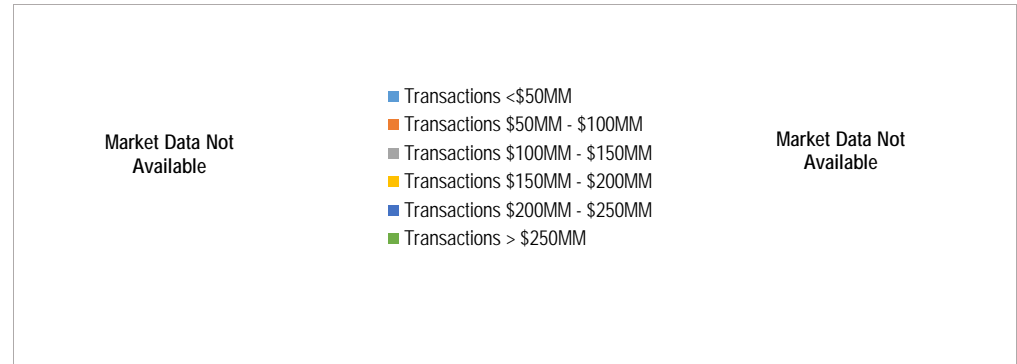 Market Data Not
Available
Transactions <$50MM
Transactions $50MM - $100MM
Transactions $100MM - $150MM
Transactions $150MM - $200MM
Transactions $200MM - $250MM
Transactions > $250MM
Market Data Not
Available